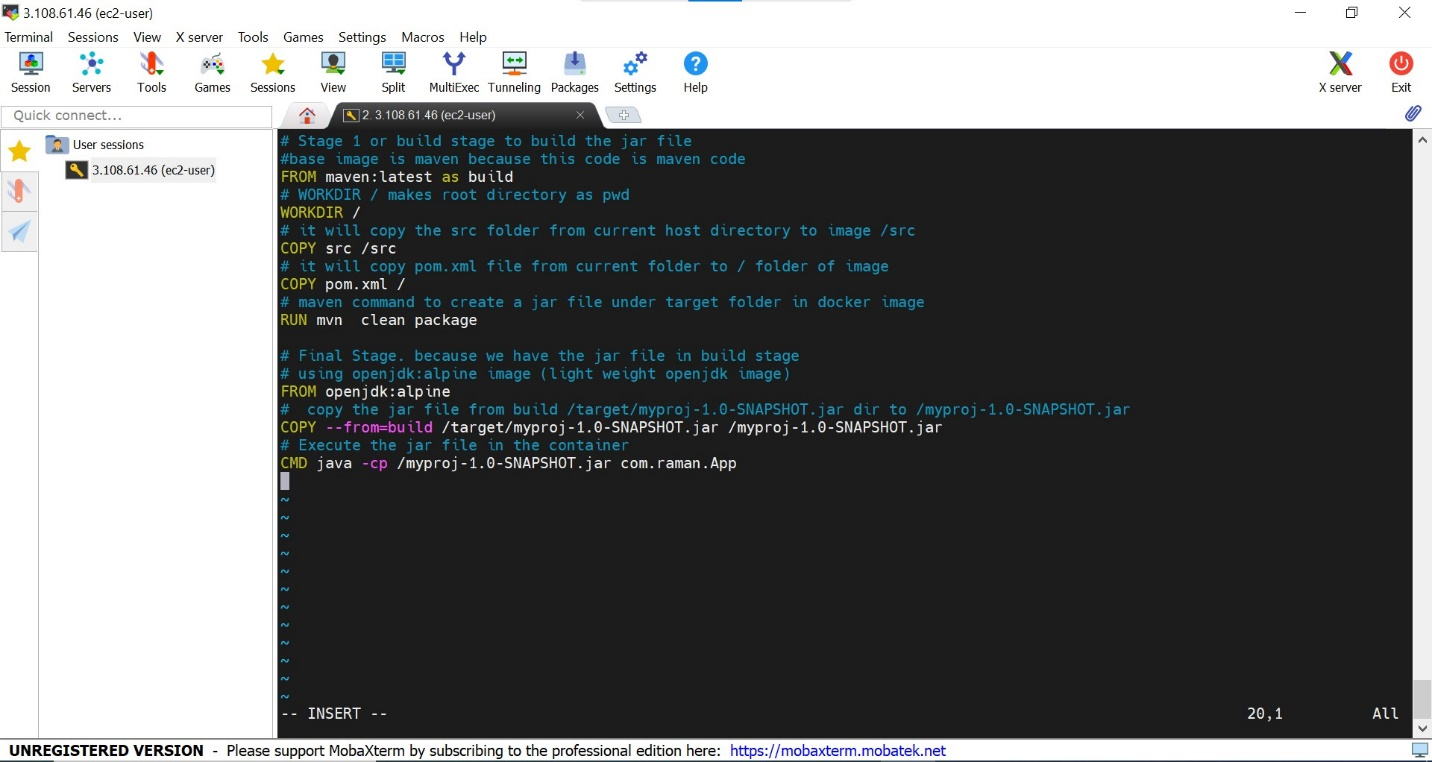 3.108.61.46 (ec2-user)
Terminal Sessions View X server Tools Games Settings Macros Help
Session Servers Tools Games Sessions View Split MultiExec Tunneling Packages Settings Help X server Exit
Quick connect...
2. 3.108.61.46 (ec2-user)
User sessions
3.108.61.46 (ec2-user)
# Stage 1 or build stage to build the jar file
#base image is maven because this code is maven code
FROM maven:latest as build
# WORKDIR / makes root directory as pwd
WORKDIR /
# it will copy the src folder from current host directory to image /src
COPY src /src
# it will copy pom.xml file from current folder to / folder of image
COPY pom.xml /
# maven command to create a jar file under target folder in docker image
RUN mvn  clean package
# Final Stage. because we have the jar file in build stage
# using openjdk:alpine image (light weight openjdk image)
FROM openjdk:alpine
#  copy the jar file from build /target/myproj-1.0-SNAPSHOT.jar dir to /myproj-1.0-SNAPSHOT.jar
COPY --from=build /target/myproj-1.0-SNAPSHOT.jar /myproj-1.0-SNAPSHOT.jar
# Execute the jar file in the container
CMD java -cp /myproj-1.0-SNAPSHOT.jar com.raman.App
~
~
~
~
~
~
~
~
~
~
~
~
-- INSERT -- 20,1 All
UNREGISTERED VERSION - Please support MobaXterm by subscribing to the professional edition here: https://mobaxterm.mobatek.net